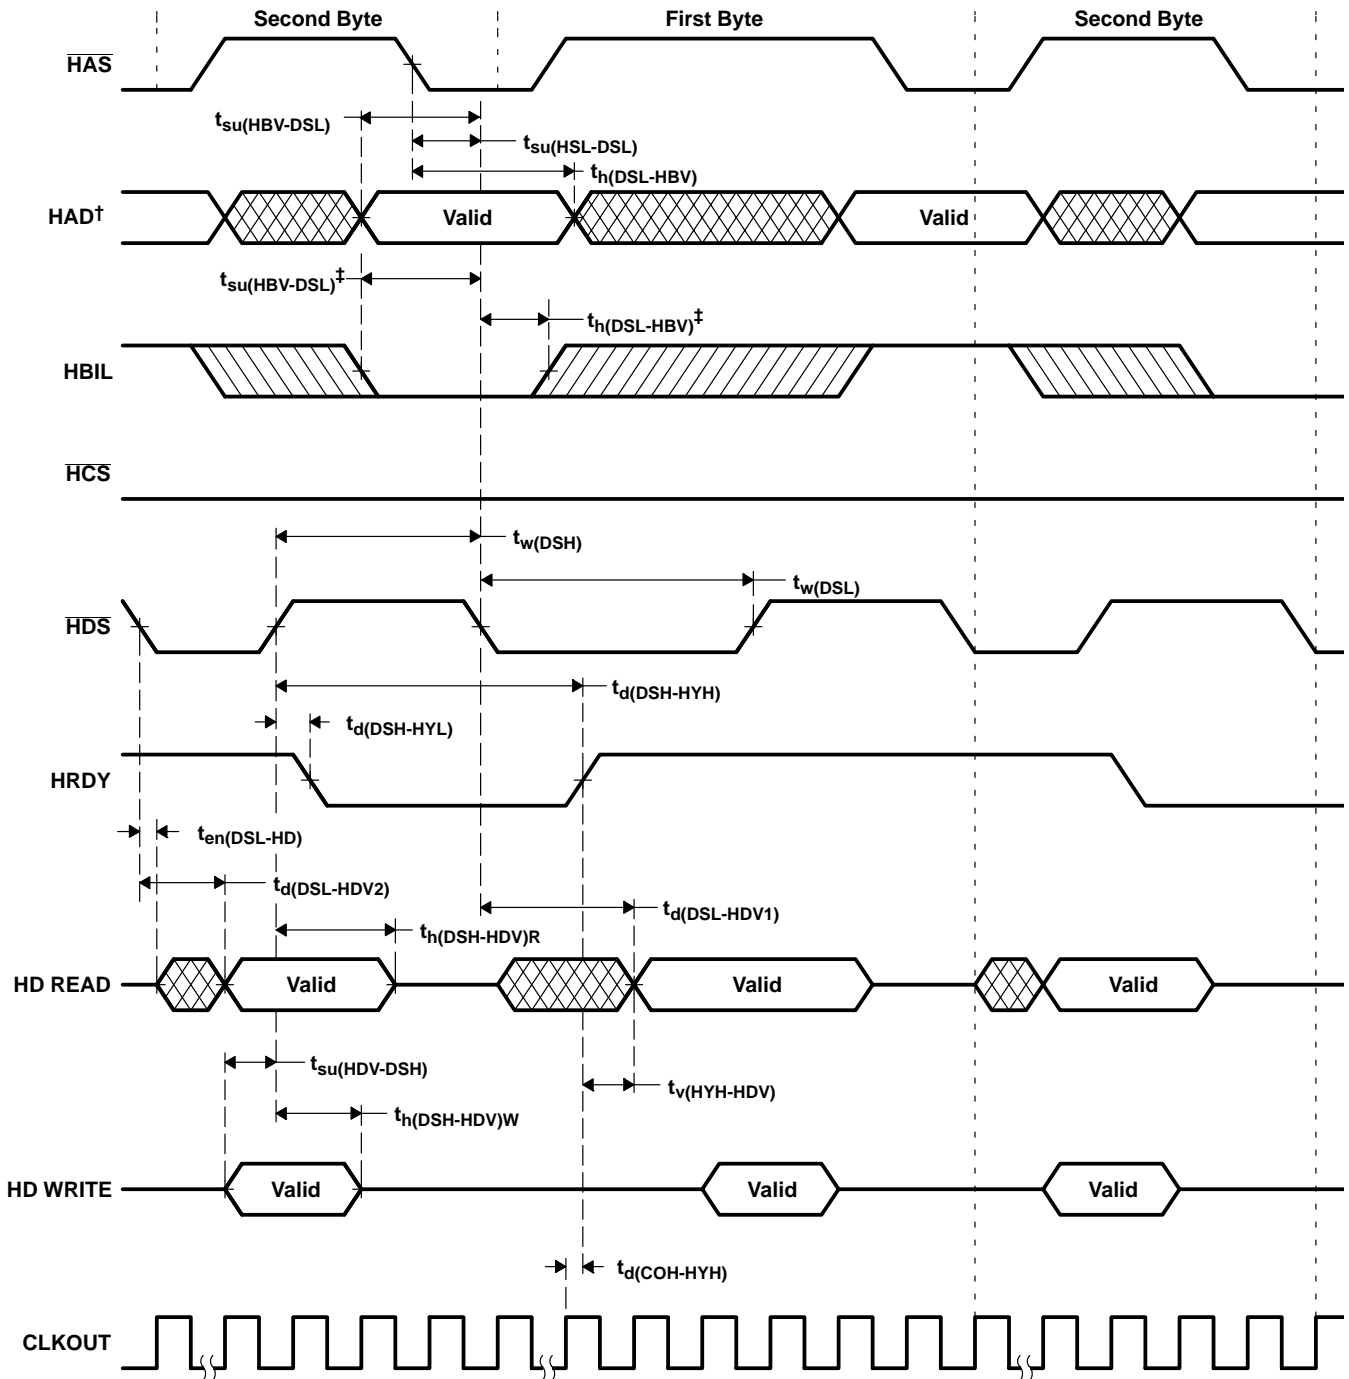 Second Byte First Byte Second Byte
HAS
tsu(HBV-DSL)
tsu(HSL-DSL)
th(DSL-HBV)
HAD† Valid Valid
tsu(HBV-DSL)‡
th(DSL-HBV)‡
HBIL
HCS
tw(DSH)
tw(DSL)
HDS
td(DSH-HYH)
td(DSH-HYL)
HRDY
ten(DSL-HD)
td(DSL-HDV2)
td(DSL-HDV1)
th(DSH-HDV)R
HD READ Valid Valid Valid
tsu(HDV-DSH)
tv(HYH-HDV)
th(DSH-HDV)W
HD WRITE Valid Valid Valid
td(COH-HYH)
CLKOUT